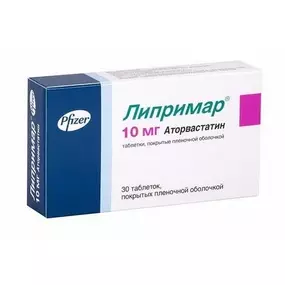 Pfizer
Липримар®
10 мг Аторвастатин
таблетки, покрытые пленочной оболочкой
30 таблеток,
покрытых пленочной оболочкой